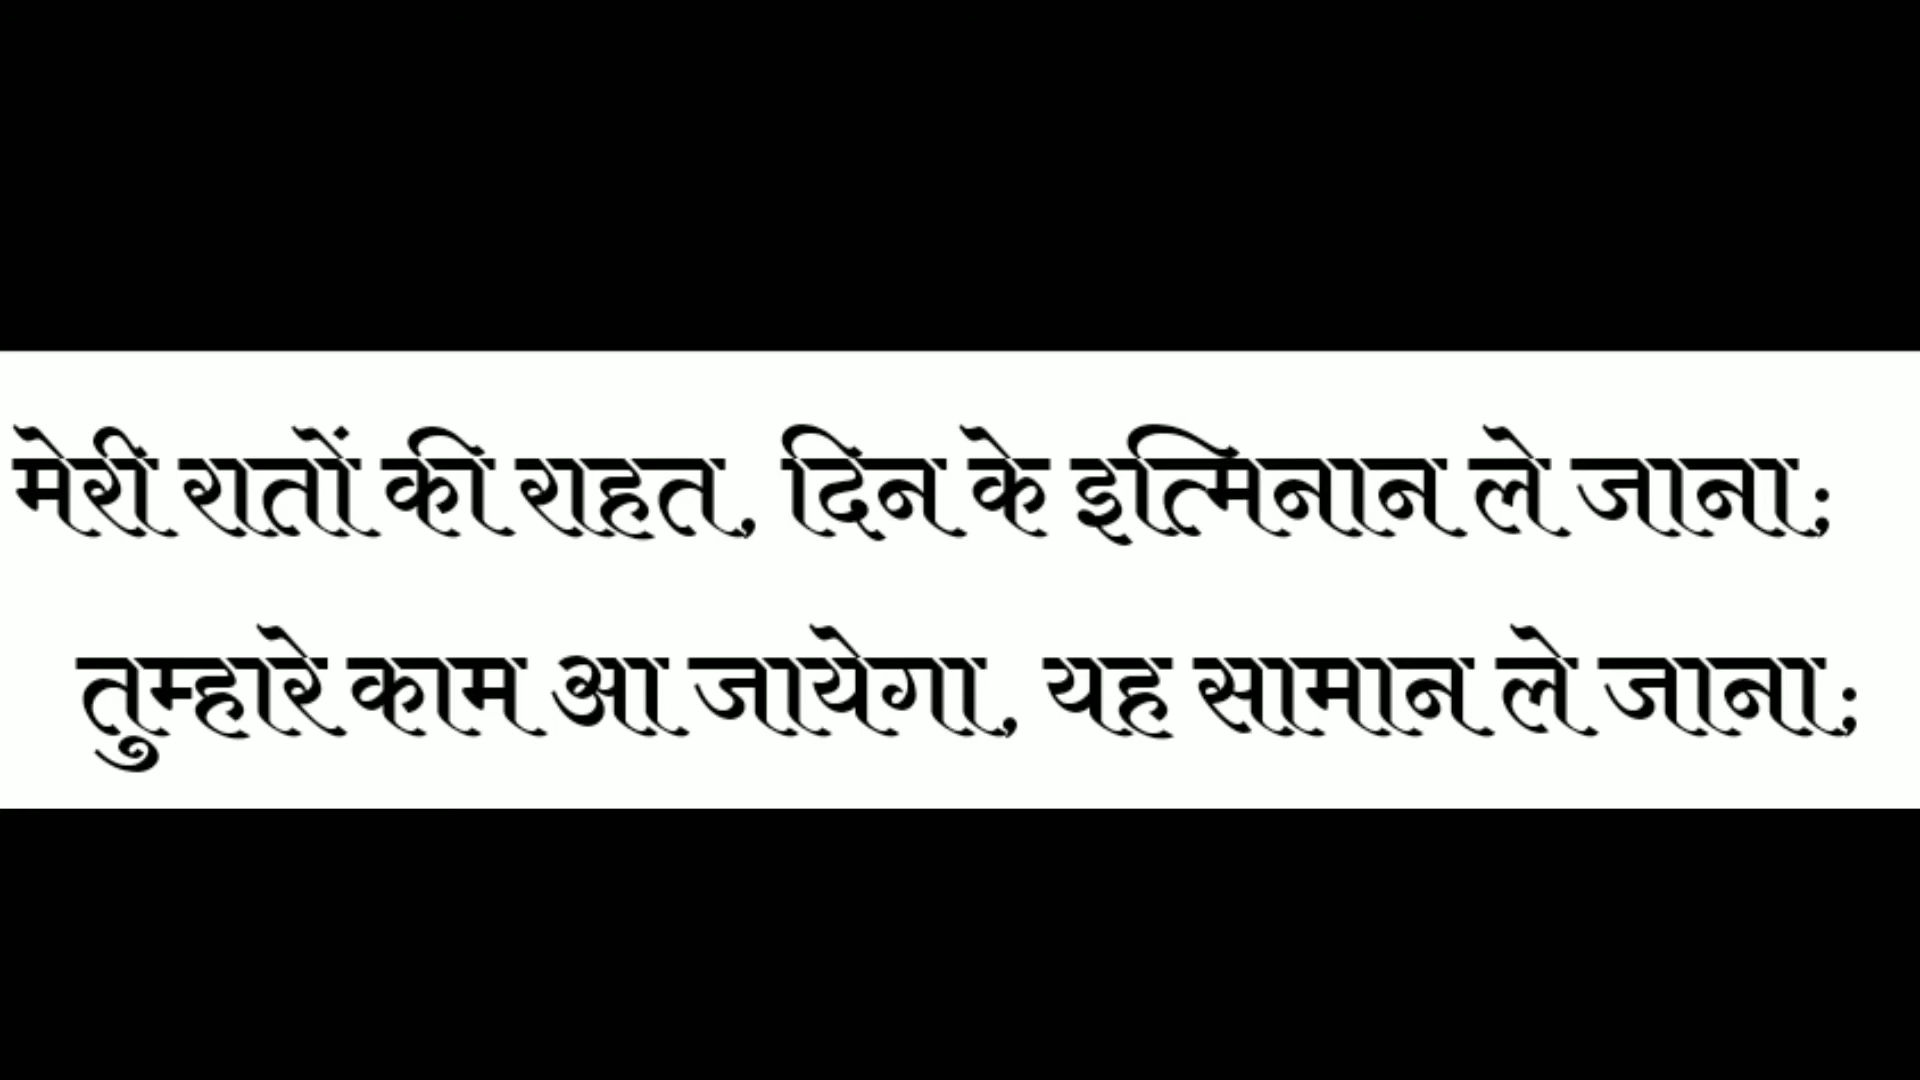 मेरी रातों की राहत, दिन के इत्मिनान ले जाना;
तुम्हारे काम आ जायेगा, यह सामान ले जाना;